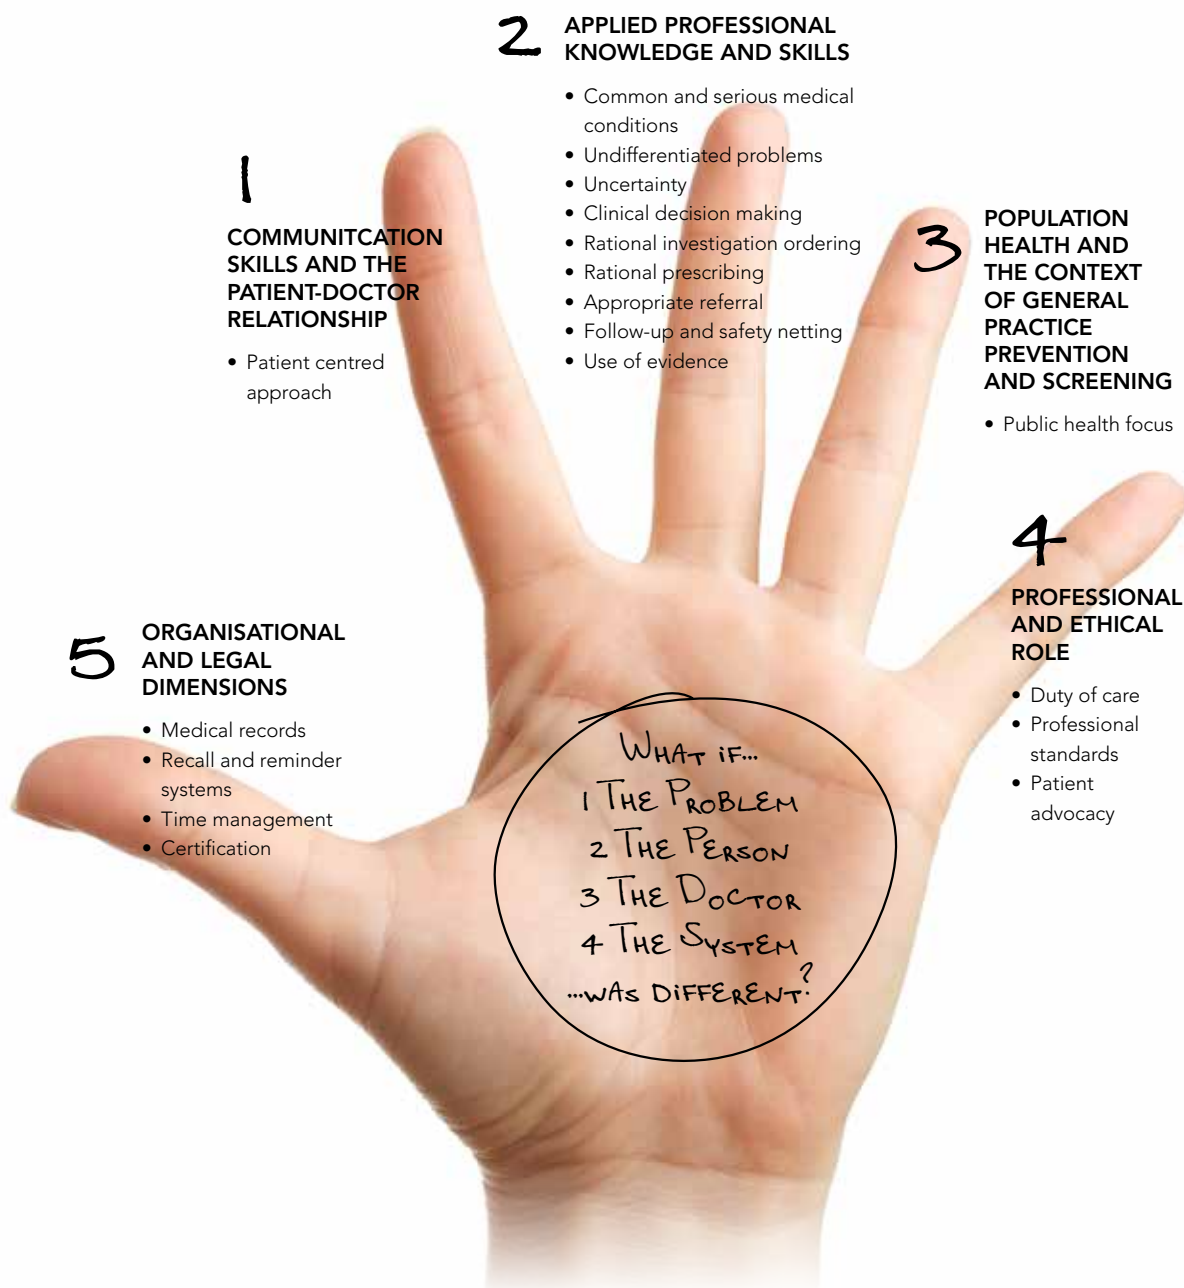 1
COMMUNITCATION
SKILLS AND THE
PATIENT-DOCTOR
RELATIONSHIP
• Patient centred
approach
2
APPLIED PROFESSIONAL
KNOWLEDGE AND SKILLS
• Common and serious medical
conditions
• Undifferentiated problems
• Uncertainty
• Clinical decision making
• Rational investigation ordering
• Rational prescribing
• Appropriate referral
• Follow-up and safety netting
• Use of evidence
3
POPULATION
HEALTH AND
THE CONTEXT
OF GENERAL
PRACTICE
PREVENTION
AND SCREENING
• Public health focus
4
PROFESSIONAL
AND ETHICAL
ROLE
• Duty of care
• Professional
standards
• Patient
advocacy
5
ORGANISATIONAL
AND LEGAL
DIMENSIONS
• Medical records
• Recall and reminder
systems
• Time management
• Certification
WHAT iF...
1 THE PROBLEM
2 THE PERSON
3 THE DOCTOR
4 THE SYSTEM
...WAS DiFFERENT?